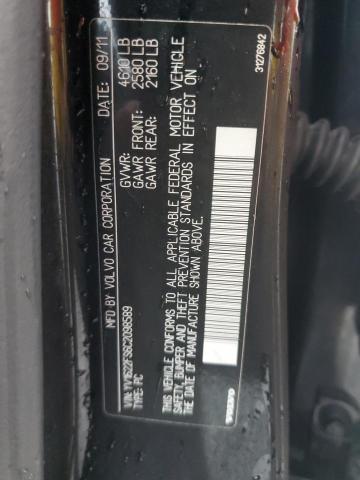 MFD BY VOLVO CAR CORPORATION DATE: 09/11
GVWR: 4630 LB
GAWR FRONT: 2580 LB
GAWR REAR: 2160 LB
VIN: YV1622FS6C2098589
TYPE: PC
THIS VEHICLE CONFORMS TO ALL APPLICABLE FEDERAL MOTOR VEHICLE
SAFETY, BUMPER AND THEFT PREVENTION STANDARDS IN EFFECT ON
THE DATE OF MANUFACTURE SHOWN ABOVE.
VOLVO
31276842